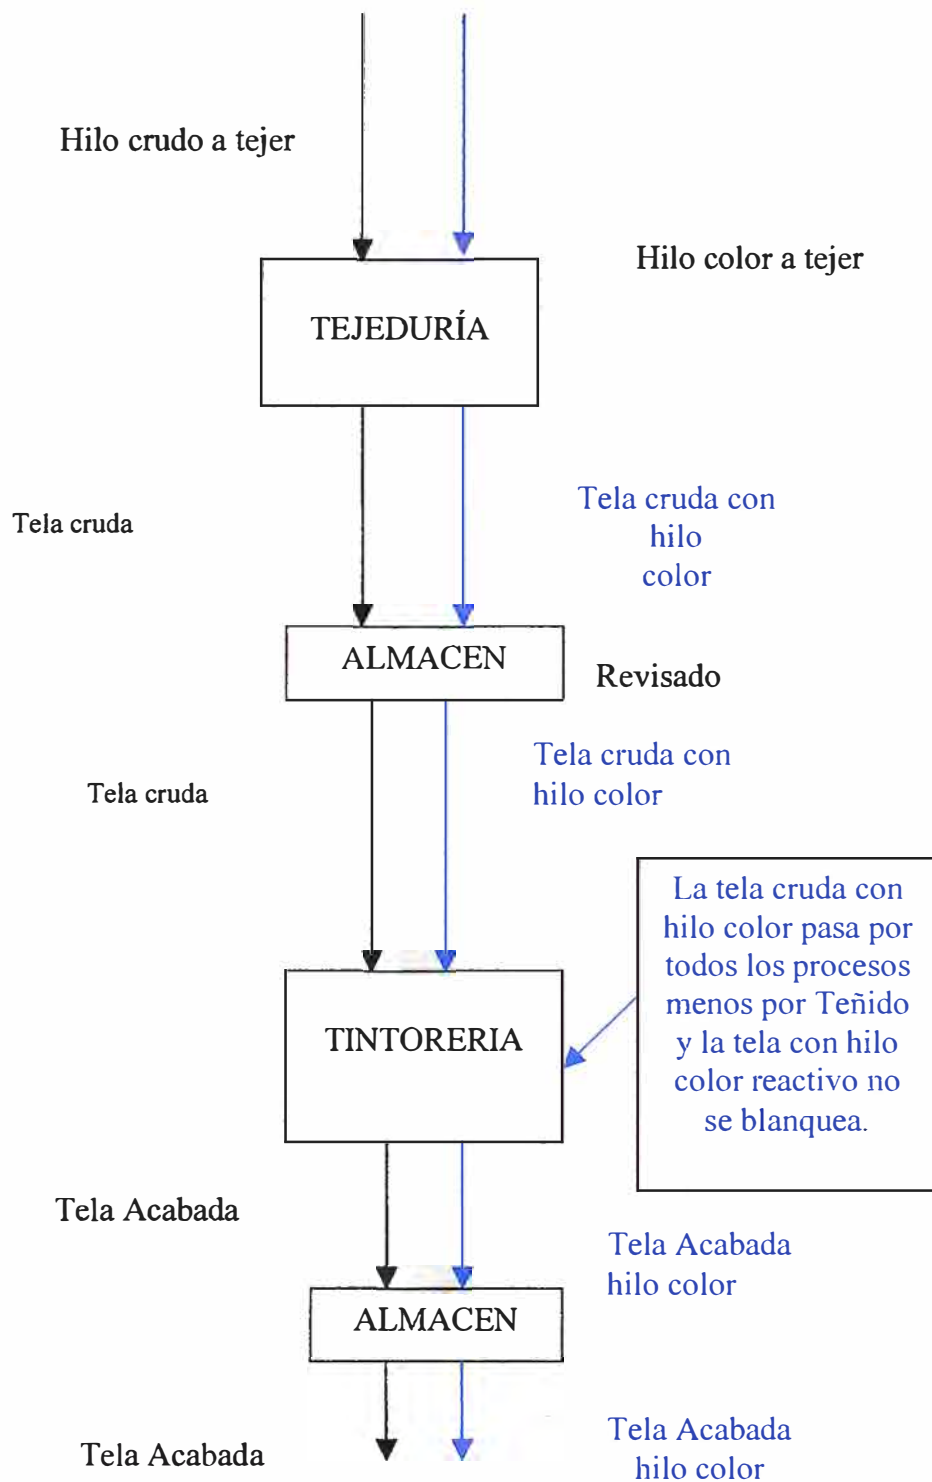 Hilo crudo a tejer
Hilo color a tejer
TEJEDURÍA
Tela cruda
Tela cruda con
hilo
color
ALMACEN
Revisado
Tela cruda
Tela cruda con
hilo color
La tela cruda con
hilo color pasa por
todos los procesos
menos por Teñido
y la tela con hilo
color reactivo no
se blanquea.
TINTORERIA
Tela Acabada
Tela Acabada
hilo color
ALMACEN
Tela Acabada
Tela Acabada
hilo color